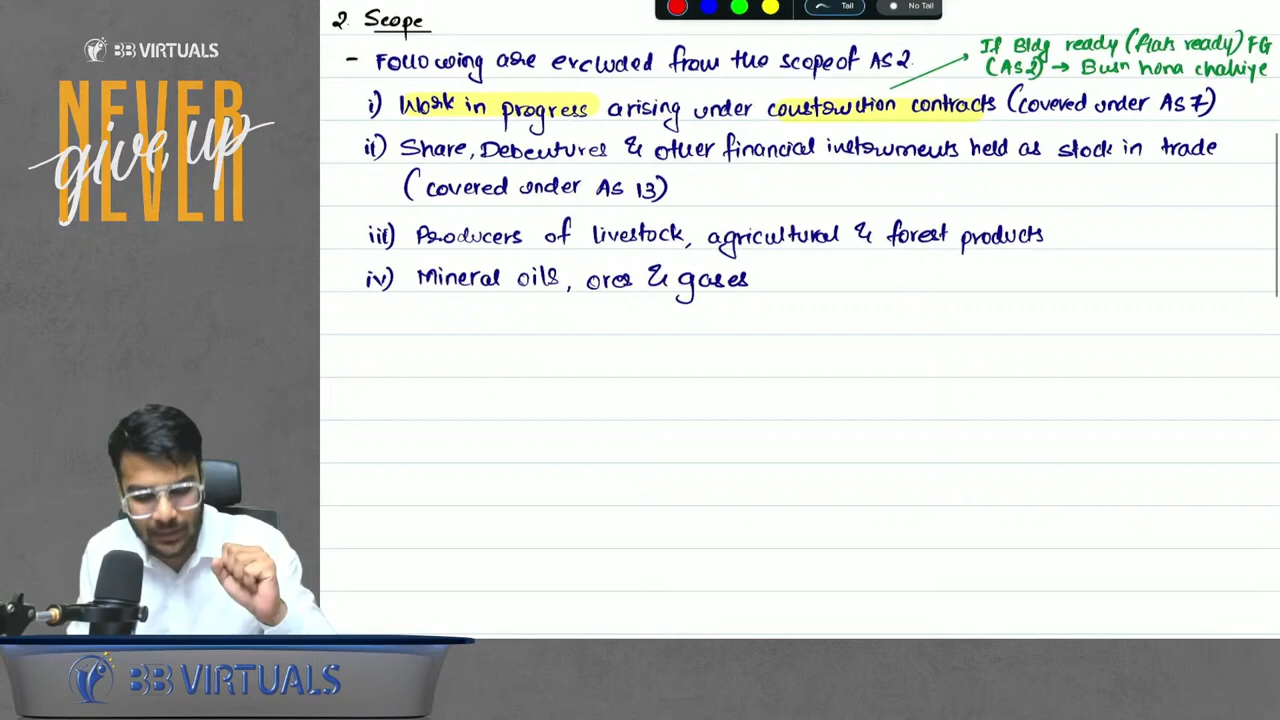 BB VIRTUALS
NEVER
give up
NEVER
Tail
No Tail
2. Scope
- Following are excluded from the scope of AS 2.
If Bldg ready (flats ready) FG
(AS2) → Busn hona chahiye
i) Work in progress arising under construction contracts (covered under AS 7)
ii) Share, Debentures & other financial instruments held as stock in trade
(covered under AS 13)
iii) Producers of livestock, agricultural & forest products
iv) Mineral oils, ores & gases
BB VIRTUALS